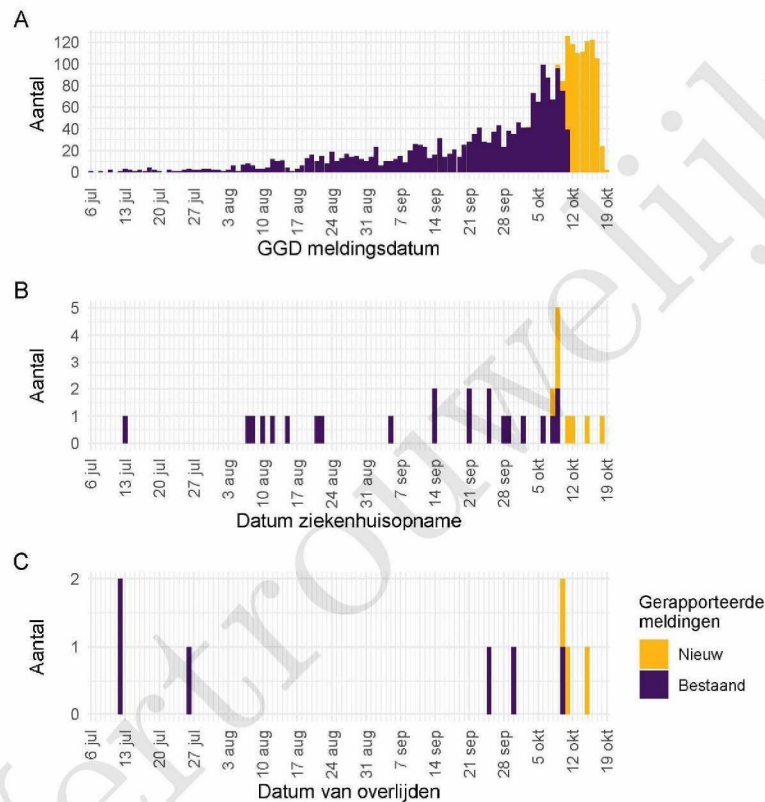 A
Aantal
120
100
80
60
40
20
0
6 jul
13 jul
20 jul
27 jul
3 aug
10 aug
17 aug
24 aug
31 aug
7 sep
14 sep
21 sep
28 sep
5 okt
12 okt
19 okt
GGD meldingsdatum
B
Aantal
5
4
3
2
1
0
6 jul
13 jul
20 jul
27 jul
3 aug
10 aug
17 aug
24 aug
31 aug
7 sep
14 sep
21 sep
28 sep
5 okt
12 okt
19 okt
Datum ziekenhuisopname
C
Aantal
2
1
0
6 jul
13 jul
20 jul
27 jul
3 aug
10 aug
17 aug
24 aug
31 aug
7 sep
14 sep
21 sep
28 sep
5 okt
12 okt
19 okt
Datum van overlijden
Gerapporteerde
meldingen
Nieuw
Bestaand